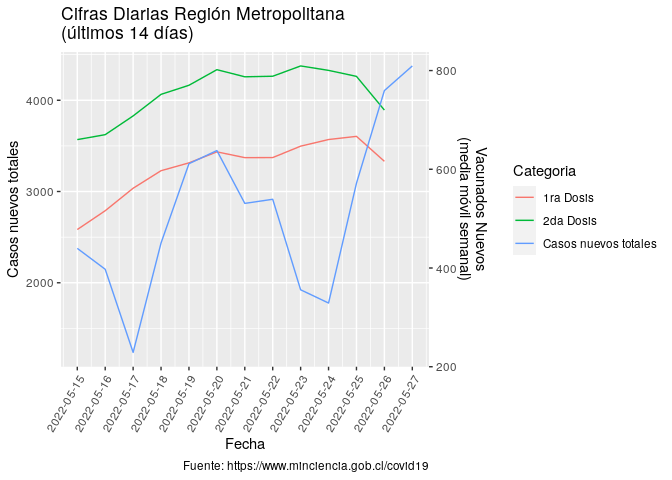 Cifras Diarias Región Metropolitana
(últimos 14 días)
Casos nuevos totales
4000
3000
2000
800
600
400
200
Vacunados Nuevos
(media móvil semanal)
2022-05-15
2022-05-16
2022-05-17
2022-05-18
2022-05-19
2022-05-20
2022-05-21
2022-05-22
2022-05-23
2022-05-24
2022-05-25
2022-05-26
2022-05-27
Fecha
Categoria
1ra Dosis
2da Dosis
Casos nuevos totales
Fuente: https://www.minciencia.gob.cl/covid19